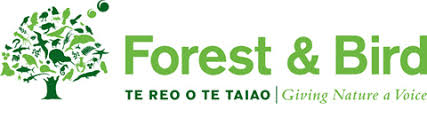 Forest & Bird
TE REO O TE TAIAO | Giving Nature a Voice